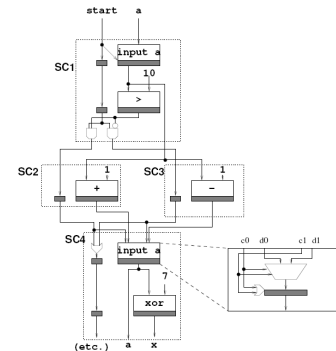 start a
SC1
input a
10
>
SC2
1
+
SC3
1
-
SC4
input a
c0 d0 c1 d1
7
xor
(etc.) a x